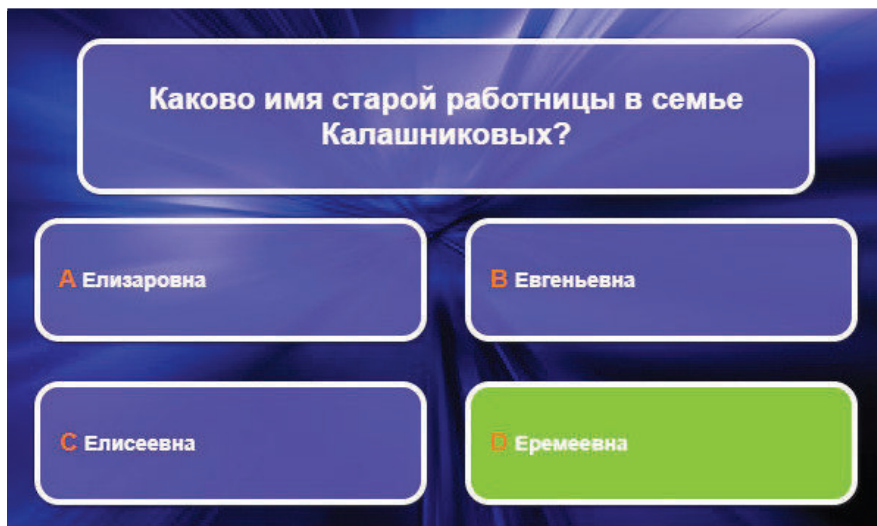 Каково имя старой работницы в семье
Калашниковых?
A Елизаровна
B Евгеньевна
C Елисеевна
D Еремеевна